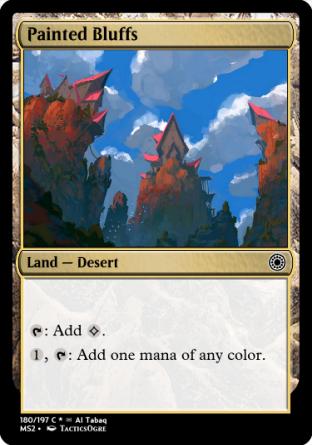 Painted Bluffs
Land — Desert
: Add .
1, : Add one mana of any color.
180/197 C * Al Tabaq
MS2 • TacticsOgre